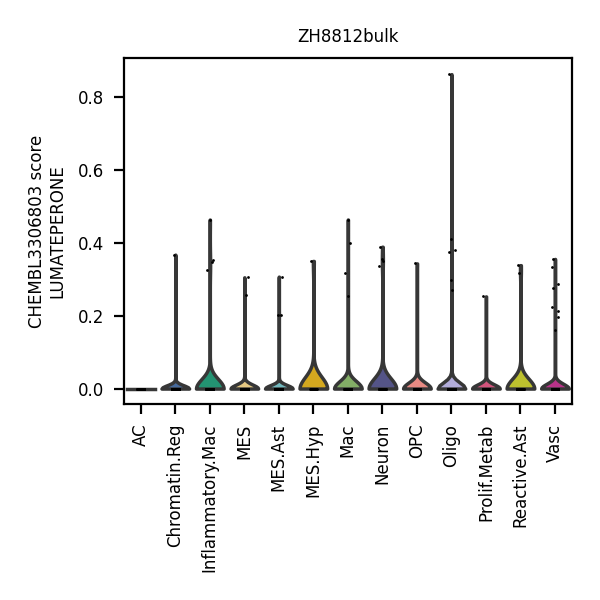 ZH8812bulk
CHEMBL3306803 score
LUMATEPERONE
0.8
0.6
0.4
0.2
0.0
AC
Chromatin.Reg
Inflammatory.Mac
MES
MES.Ast
MES.Hyp
Mac
Neuron
OPC
Oligo
Prolif.Metab
Reactive.Ast
Vasc